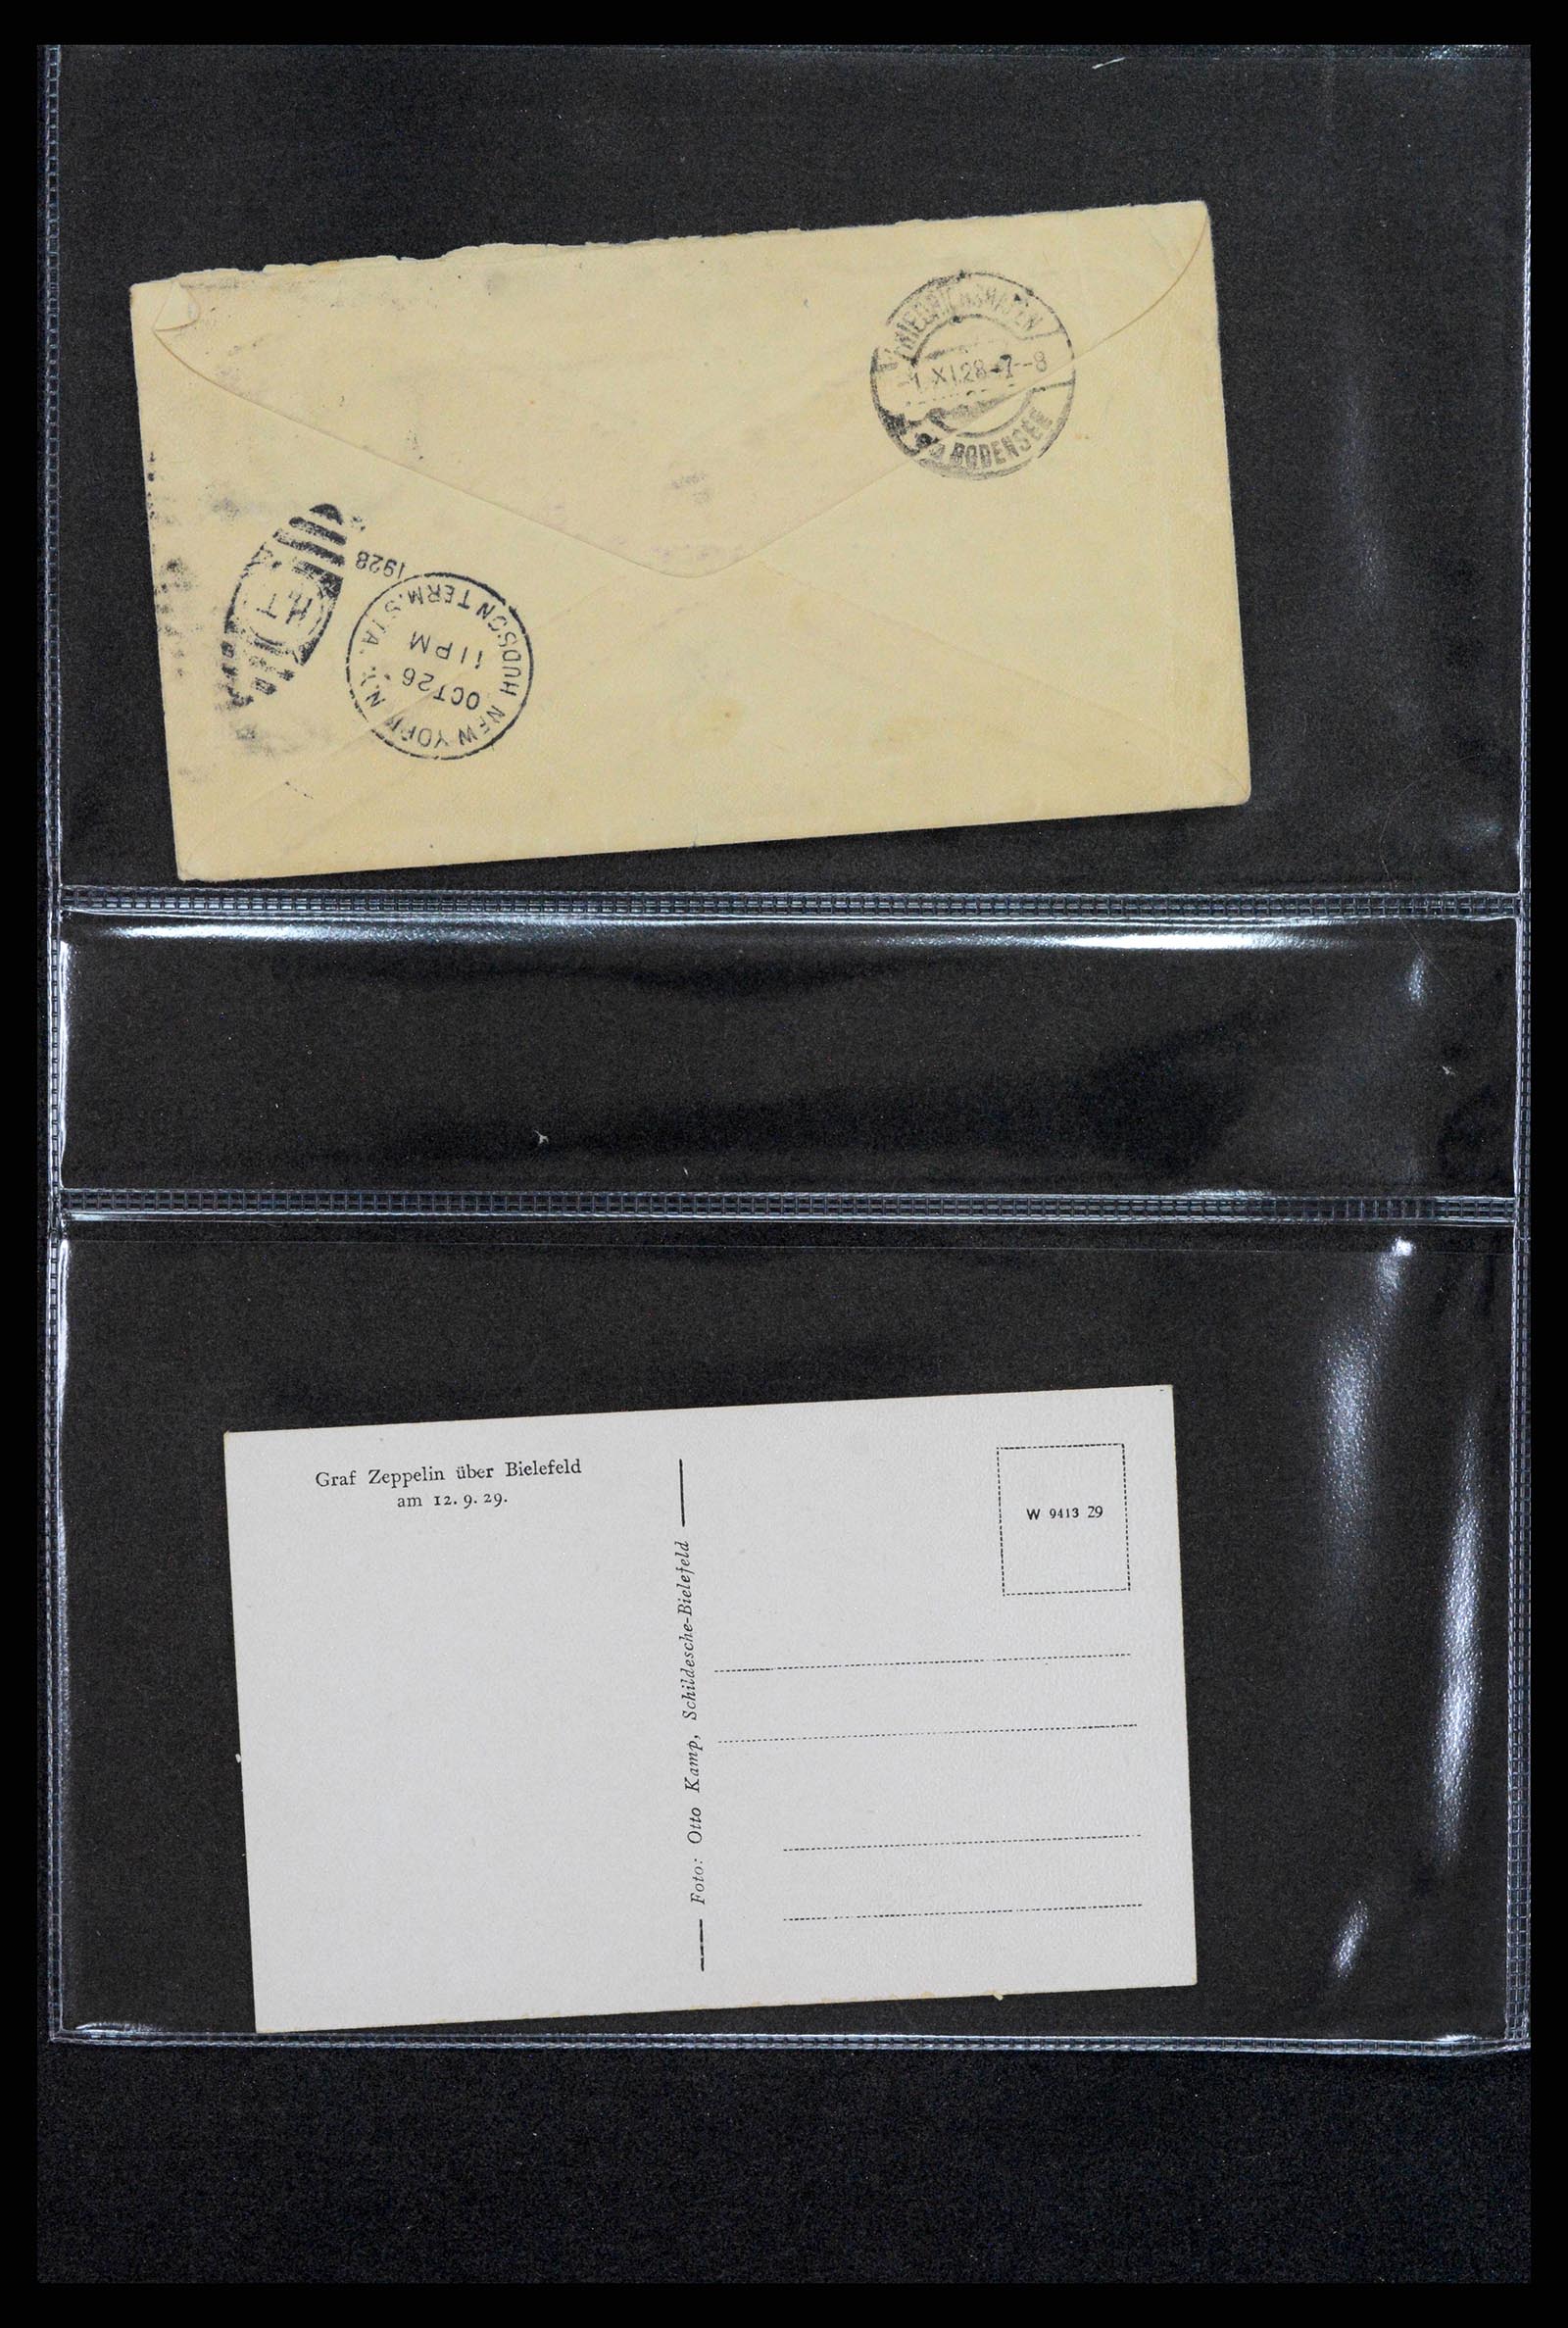 FRIEDRICHSHAFEN
1.XI.28 7-8
BODENSEE
1928
HUDSON TERM. STA.
NEW YORK N.Y.
OCT 26
11 PM
Graf Zeppelin über Bielefeld
am 12. 9. 29.
W 9413 29
Foto: Otto Kamp, Schildesche-Bielefeld